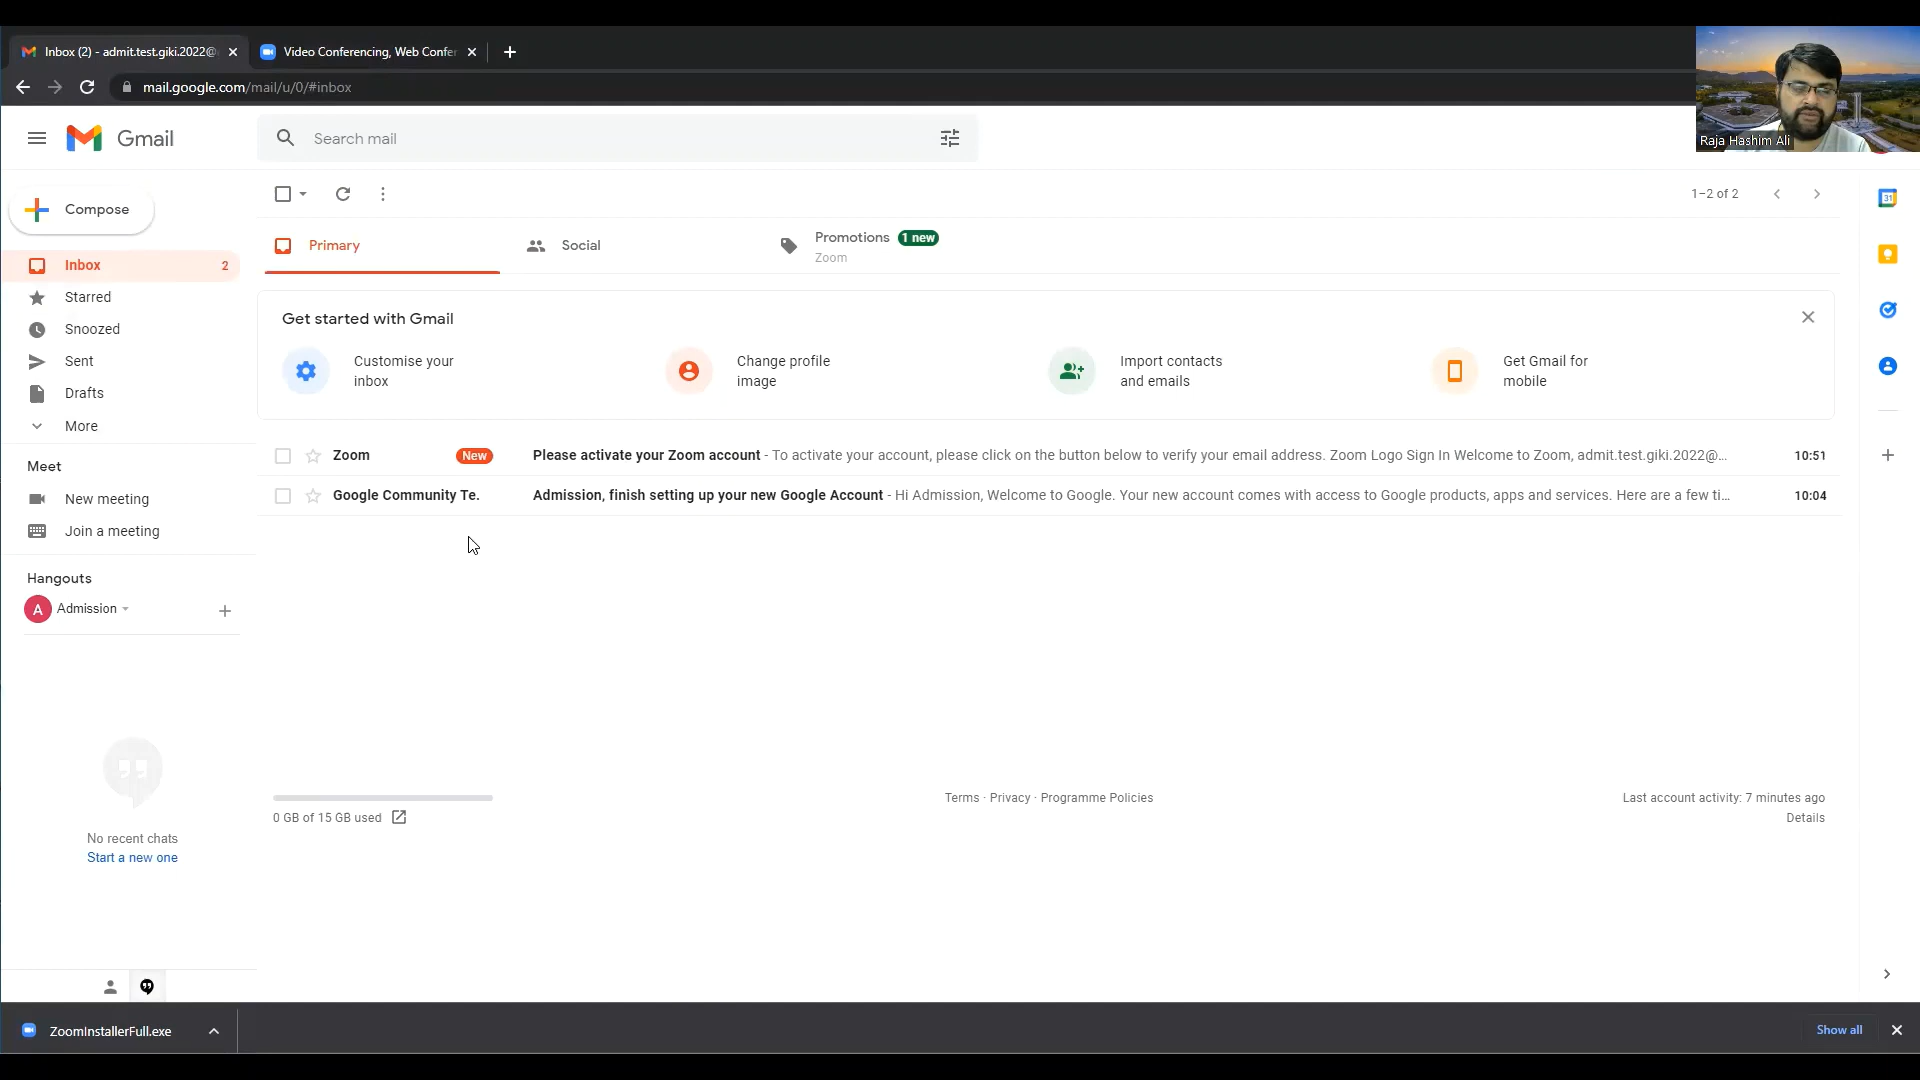 Inbox (2) - admit.test.giki.2022@
Video Conferencing, Web Confer
mail.google.com/mail/u/0/#inbox
Raja Hashim Ali
Gmail
Search mail
Compose
1–2 of 2
Primary
Social
Promotions 1 new
Zoom
Inbox 2
Starred
Snoozed
Sent
Drafts
More
Get started with Gmail
Customise your
inbox
Change profile
image
Import contacts
and emails
Get Gmail for
mobile
Zoom New Please activate your Zoom account - To activate your account, please click on the button below to verify your email address. Zoom Logo Sign In Welcome to Zoom, admit.test.giki.2022@... 10:51
Google Community Te. Admission, finish setting up your new Google Account - Hi Admission, Welcome to Google. Your new account comes with access to Google products, apps and services. Here are a few ti... 10:04
Meet
New meeting
Join a meeting
Hangouts
A Admission
No recent chats
Start a new one
0 GB of 15 GB used
Terms · Privacy · Programme Policies
Last account activity: 7 minutes ago
Details
31
ZoomInstallerFull.exe
Show all